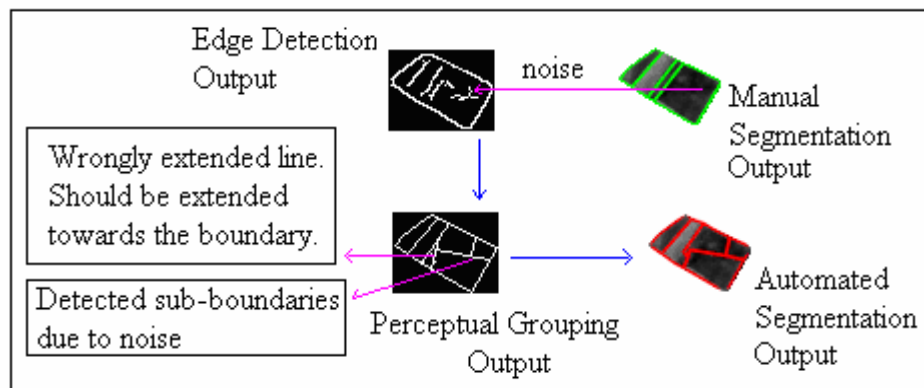 Edge Detection
Output
noise
Manual
Segmentation
Output
Wrongly extended line.
Should be extended
towards the boundary.
Detected sub-boundaries
due to noise
Perceptual Grouping
Output
Automated
Segmentation
Output